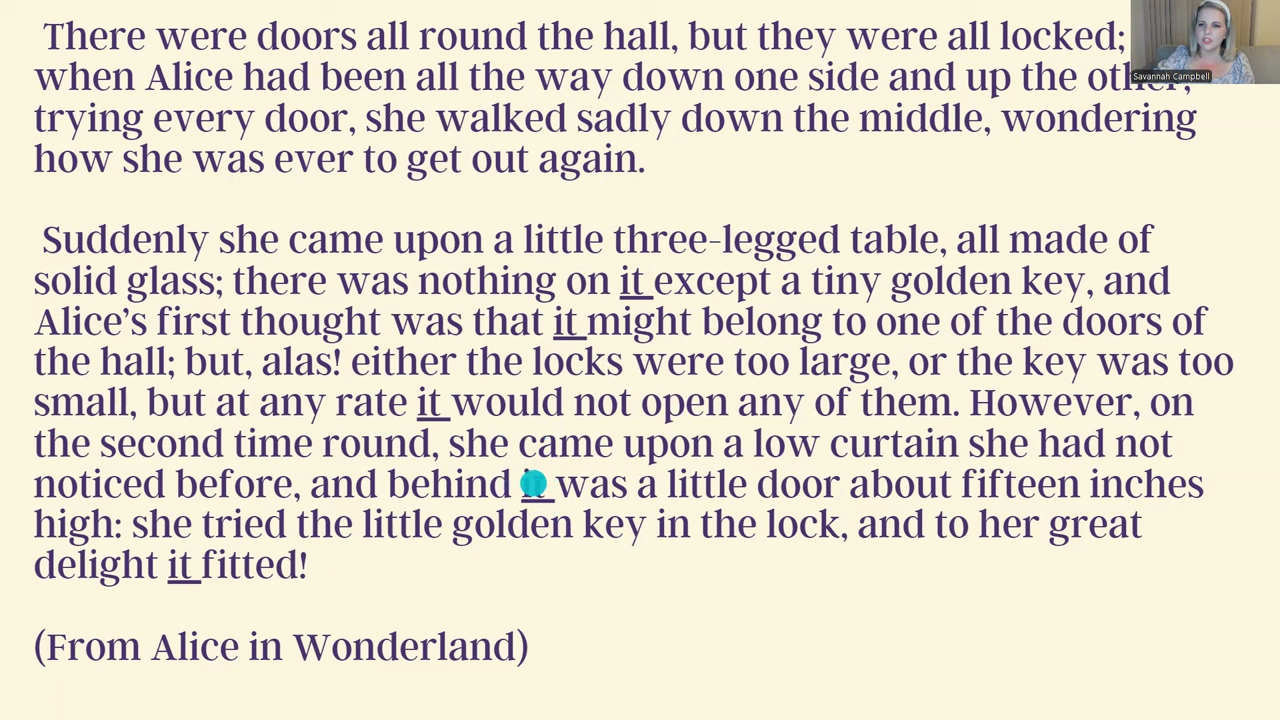 There were doors all round the hall, but they were all locked;
Savannah Campbell
when Alice had been all the way down one side and up the other,
trying every door, she walked sadly down the middle, wondering
how she was ever to get out again.
Suddenly she came upon a little three-legged table, all made of
solid glass; there was nothing on it except a tiny golden key, and
Alice’s first thought was that it might belong to one of the doors of
the hall; but, alas! either the locks were too large, or the key was too
small, but at any rate it would not open any of them. However, on
the second time round, she came upon a low curtain she had not
noticed before, and behind it was a little door about fifteen inches
high: she tried the little golden key in the lock, and to her great
delight it fitted!
(From Alice in Wonderland)